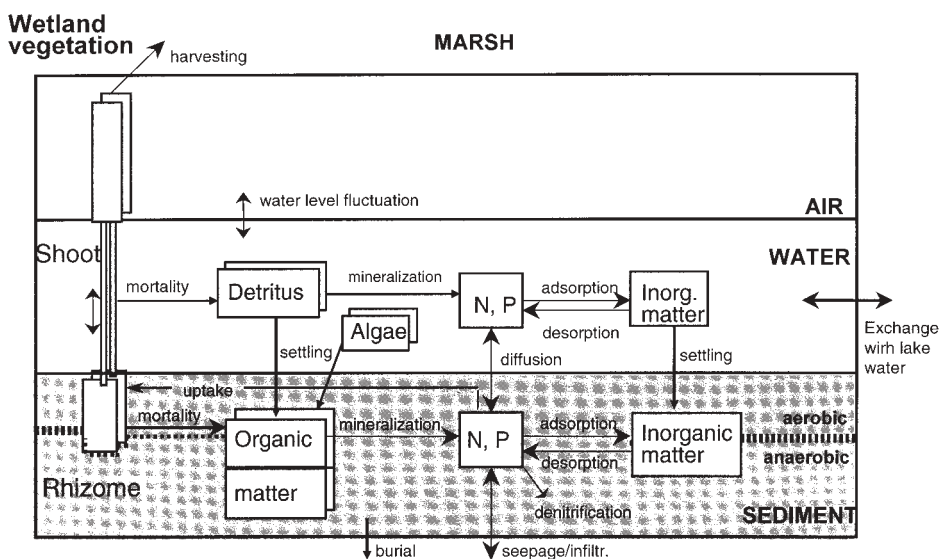 Wetland
vegetation
harvesting
MARSH
water level fluctuation
AIR
Shoot
WATER
mortality
Detritus
mineralization
N, P
adsorption
desorption
Inorg.
matter
Algae
settling
diffusion
settling
Exchange
wirh lake
water
uptake
mortality
Organic
matter
mineralization
N, P
adsorption
desorption
Inorganic
matter
aerobic
anaerobic
Rhizome
denitrification
SEDIMENT
burial
seepage/infiltr.